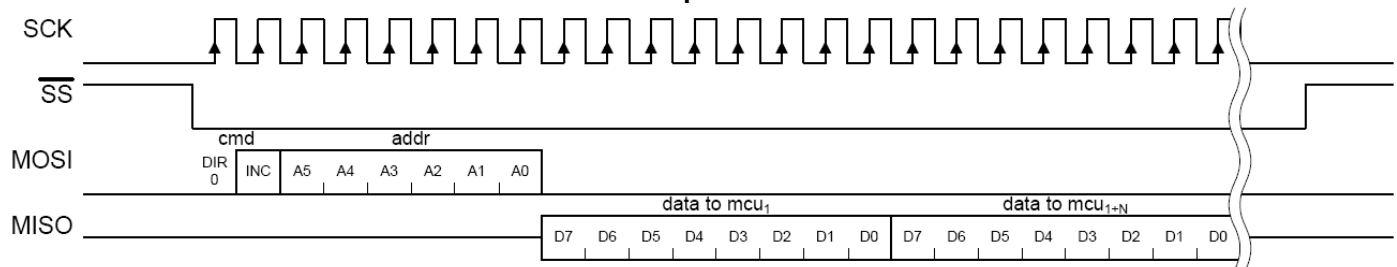 SCK
SS
cmd addr
MOSI DIR 0 INC A5 A4 A3 A2 A1 A0
data to mcu1 data to mcu1+N
MISO D7 D6 D5 D4 D3 D2 D1 D0 D7 D6 D5 D4 D3 D2 D1 D0